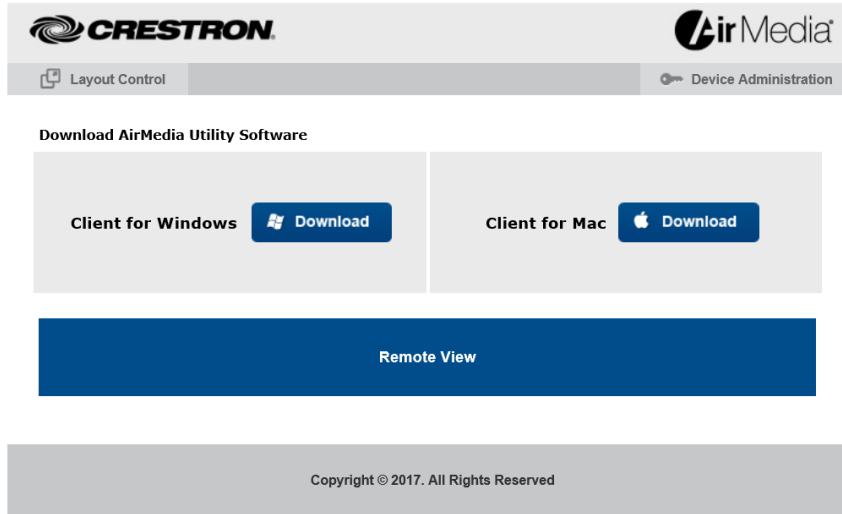 CRESTRON.
AirMedia
Layout Control
Device Administration
Download AirMedia Utility Software
Client for Windows Download
Client for Mac Download
Remote View
Copyright © 2017. All Rights Reserved